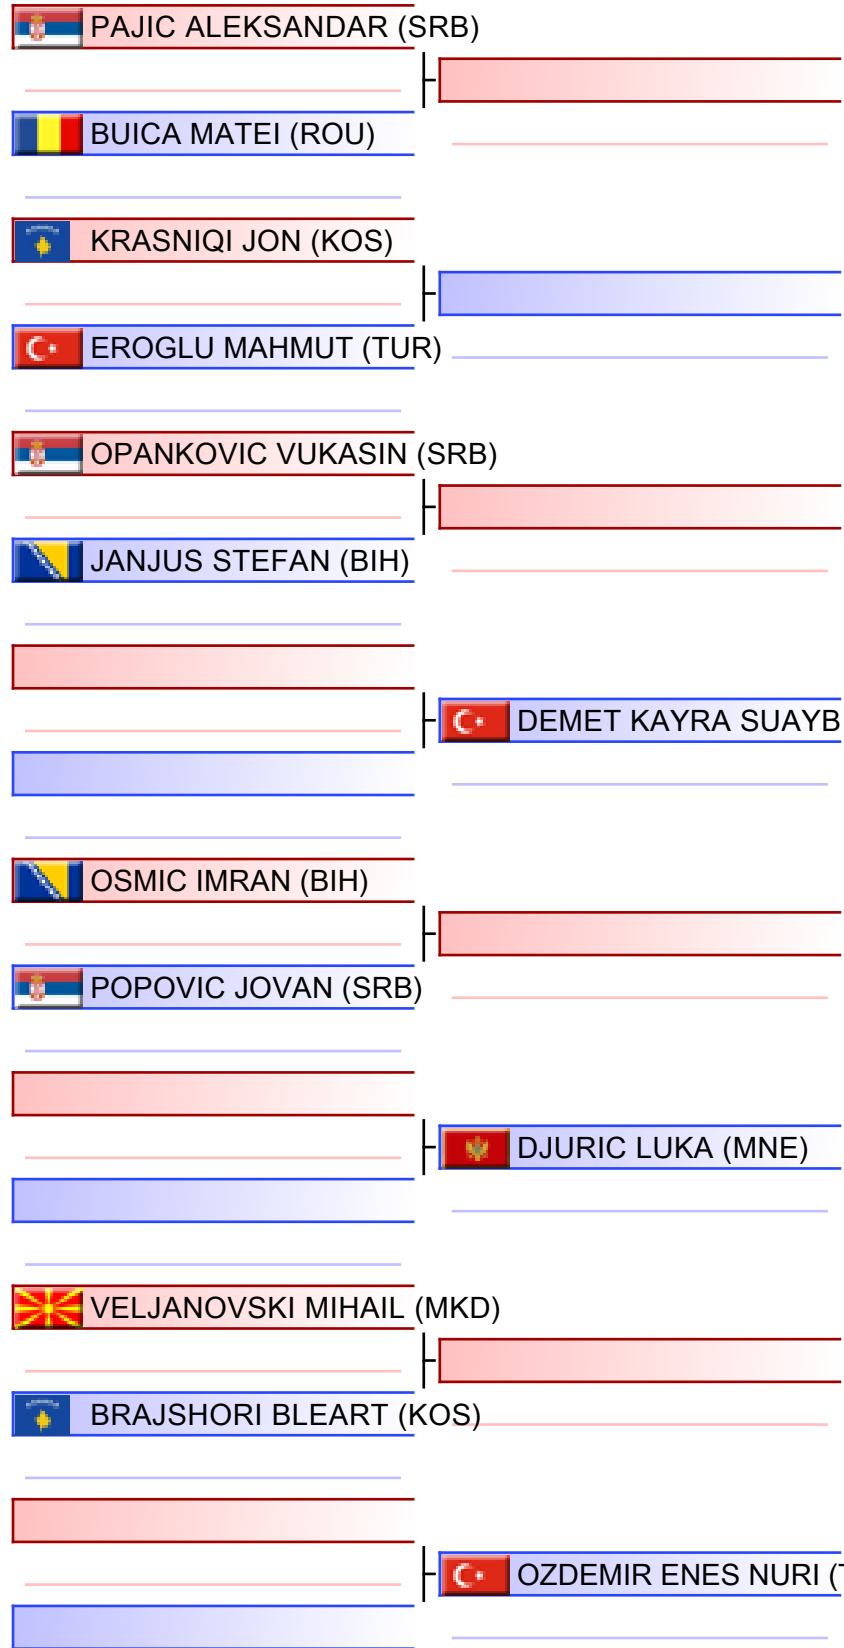 PAJIC ALEKSANDAR (SRB)
BUICA MATEI (ROU)
KRASNIQI JON (KOS)
EROGLU MAHMUT (TUR)
OPANKOVIC VUKASIN (SRB)
JANJUS STEFAN (BIH)
DEMET KAYRA SUAYB
OSMIC IMRAN (BIH)
POPOVIC JOVAN (SRB)
DJURIC LUKA (MNE)
VELJANOVSKI MIHAIL (MKD)
BRAJSHORI BLEART (KOS)
OZDEMIR ENES NURI (